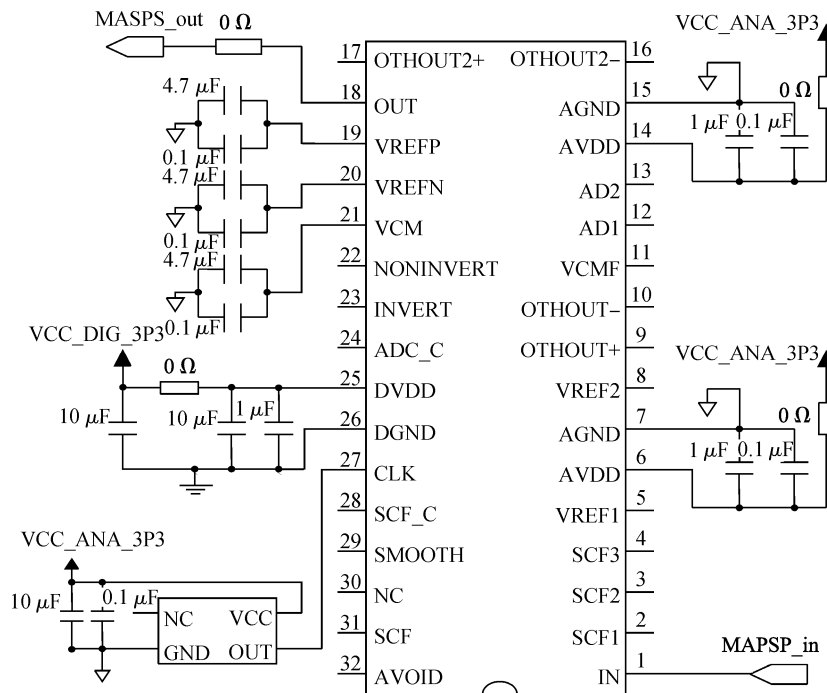 MASPS_out
0 Ω
VCC_ANA_3P3
17
OTHOUT2+
OTHOUT2−
16
4.7 μF
18
OUT
AGND
15
0 Ω
1 μF
0.1 μF
19
VREFP
AVDD
14
0.1 μF
4.7 μF
20
VREFN
AD2
13
21
VCM
AD1
12
0.1 μF
4.7 μF
22
NONINVERT
VCMF
11
23
INVERT
OTHOUT−
10
0.1 μF
VCC_DIG_3P3
24
ADC_C
OTHOUT+
9
VCC_ANA_3P3
0 Ω
25
DVDD
VREF2
8
10 μF
10 μF
1 μF
26
DGND
AGND
7
0 Ω
1 μF
0.1 μF
27
CLK
AVDD
6
28
SCF_C
VREF1
5
VCC_ANA_3P3
29
SMOOTH
SCF3
4
10 μF
0.1 μF
30
NC
SCF2
3
NC
VCC
31
SCF
SCF1
2
GND
OUT
MAPSP_in
32
AVOID
IN
1